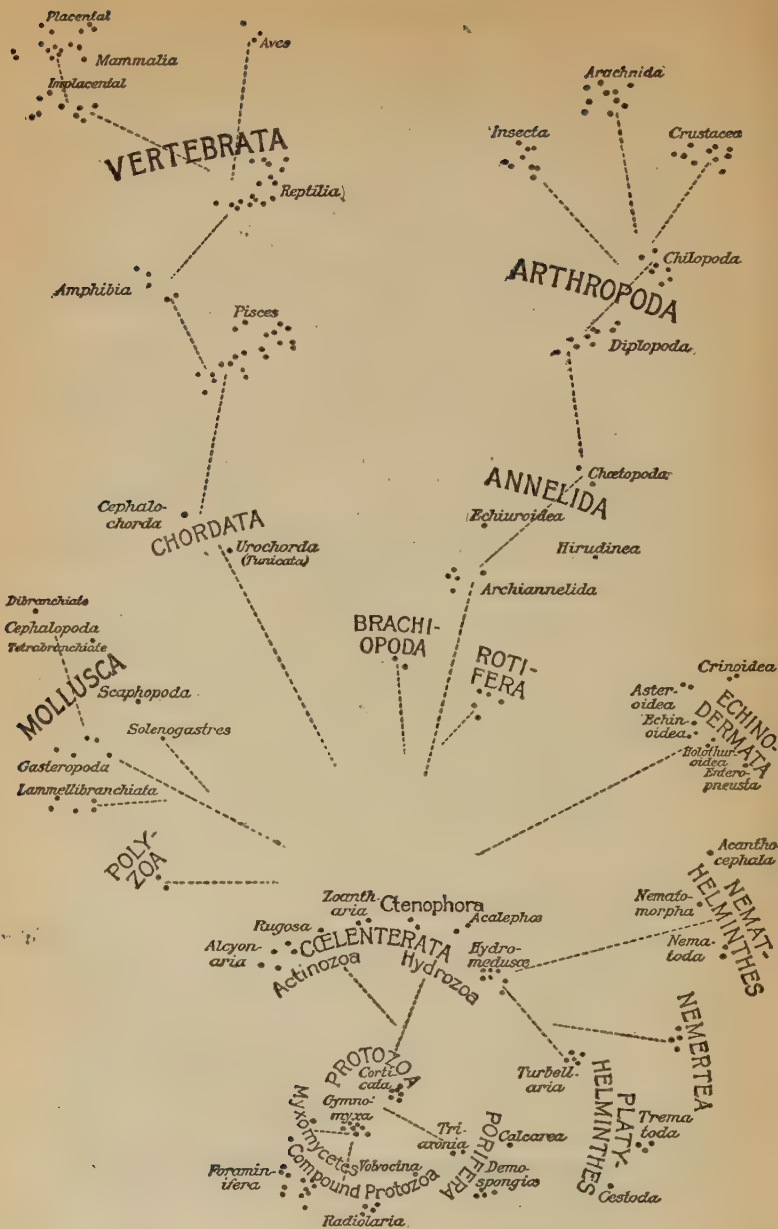 Placental
Mammalia
Implacental
Aves
VERTEBRATA
Reptilia
Amphibia
Pisces
Arachnida
Insecta
Crustacea
Chilopoda
ARTHROPODA
Diplopoda
Cephalo-
chorda
CHORDATA
Urochorda
(Tunicata)
Chætopoda
ANNELIDA
Echiuroidea
Hirudinea
Archiannelida
Dibranchiate
Cephalopoda
Tetrabranchiate
MOLLUSCA
Scaphopoda
Solenogastres
Gasteropoda
Lammellibranchiata
BRACHI-
OPODA
ROTI-
FERA
Crinoidea
Aster-
oidea
Echin-
oidea
ECHINO-
DERMATA
Holothur-
oidea
Entero-
pneusta
POLY-
ZOA
Acantho-
cephala
Nemato-
morpha
NEMAT-
HELMINTHES
Nema-
toda
Zoanth-
aria
Ctenophora
Rugosa
Acalephæ
Alcyon-
aria
CŒLENTERATA
Actinozoa
Hydrozoa
Hydro-
medusæ
NEMERTEA
Turbell-
aria
PLATY-
HELMINTHES
Trema-
toda
Cestoda
PROTOZOA
Corti-
cata
Gymno-
myxa
Myxomycetes
Compound Protozoa
Volvocina
Foramin-
ifera
Radiolaria
Tri-
axonia
PORIFERA
Calcarea
Demo-
spongiæ